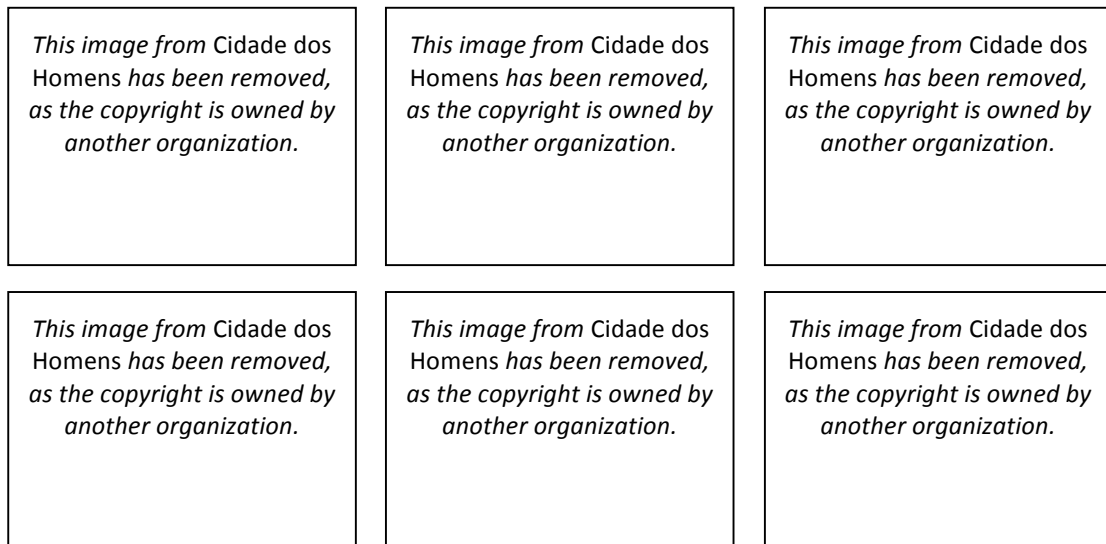 This image from Cidade dos
Homens has been removed,
as the copyright is owned by
another organization.
This image from Cidade dos
Homens has been removed,
as the copyright is owned by
another organization.
This image from Cidade dos
Homens has been removed,
as the copyright is owned by
another organization.
This image from Cidade dos
Homens has been removed,
as the copyright is owned by
another organization.
This image from Cidade dos
Homens has been removed,
as the copyright is owned by
another organization.
This image from Cidade dos
Homens has been removed,
as the copyright is owned by
another organization.